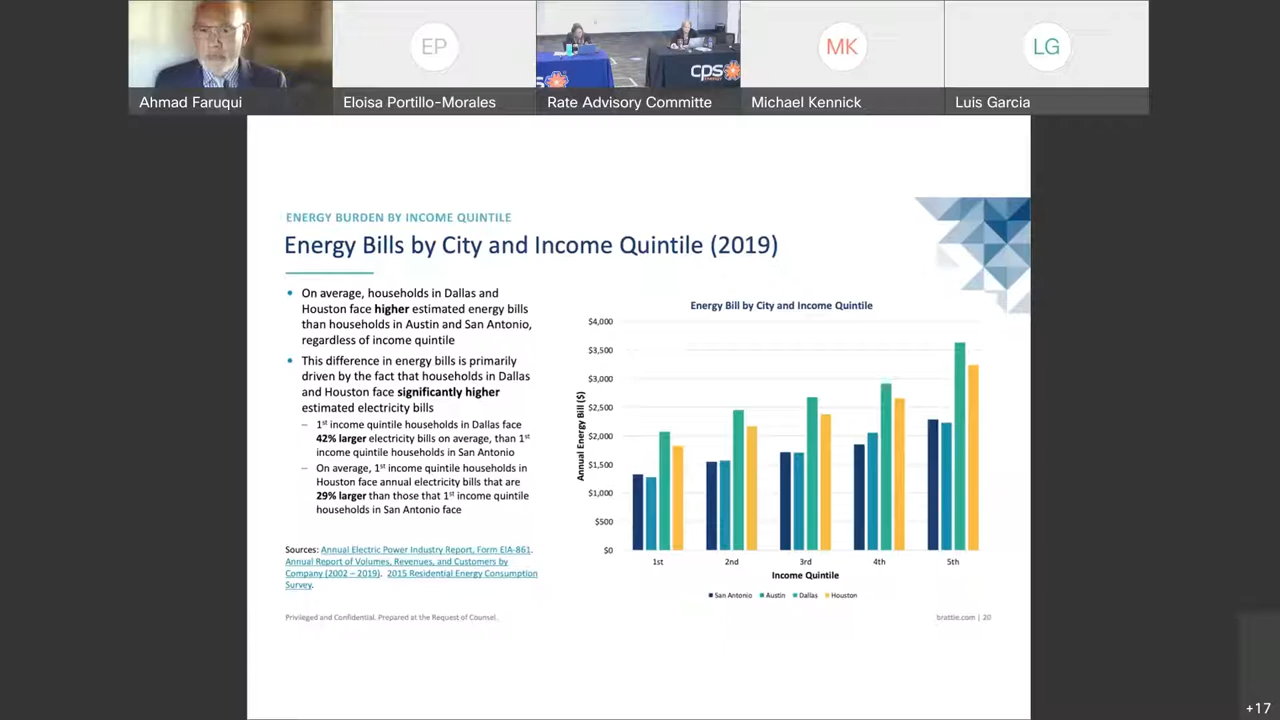 EP
cps
MK
LG
Ahmad Faruqui
Eloisa Portillo-Morales
Rate Advisory Committe
Michael Kennick
Luis Garcia
ENERGY BURDEN BY INCOME QUINTILE
Energy Bills by City and Income Quintile (2019)
On average, households in Dallas and
Houston face higher estimated energy bills
than households in Austin and San Antonio,
regardless of income quintile
This difference in energy bills is primarily
driven by the fact that households in Dallas
and Houston face significantly higher
estimated electricity bills
– 1st income quintile households in Dallas face
42% larger electricity bills on average, than 1st
income quintile households in San Antonio
– On average, 1st income quintile households in
Houston face annual electricity bills that are
29% larger than those that 1st income quintile
households in San Antonio face
Sources: Annual Electric Power Industry Report, Form EIA-861.
Annual Report of Volumes, Revenues, and Customers by
Company (2002 – 2019). 2015 Residential Energy Consumption
Survey.
Energy Bill by City and Income Quintile
Annual Energy Bill ($)
$4,000
$3,500
$3,000
$2,500
$2,000
$1,500
$1,000
$500
$0
1st 2nd 3rd 4th 5th
Income Quintile
San Antonio Austin Dallas Houston
Privileged and Confidential. Prepared at the Request of Counsel.
brattle.com | 20
+17